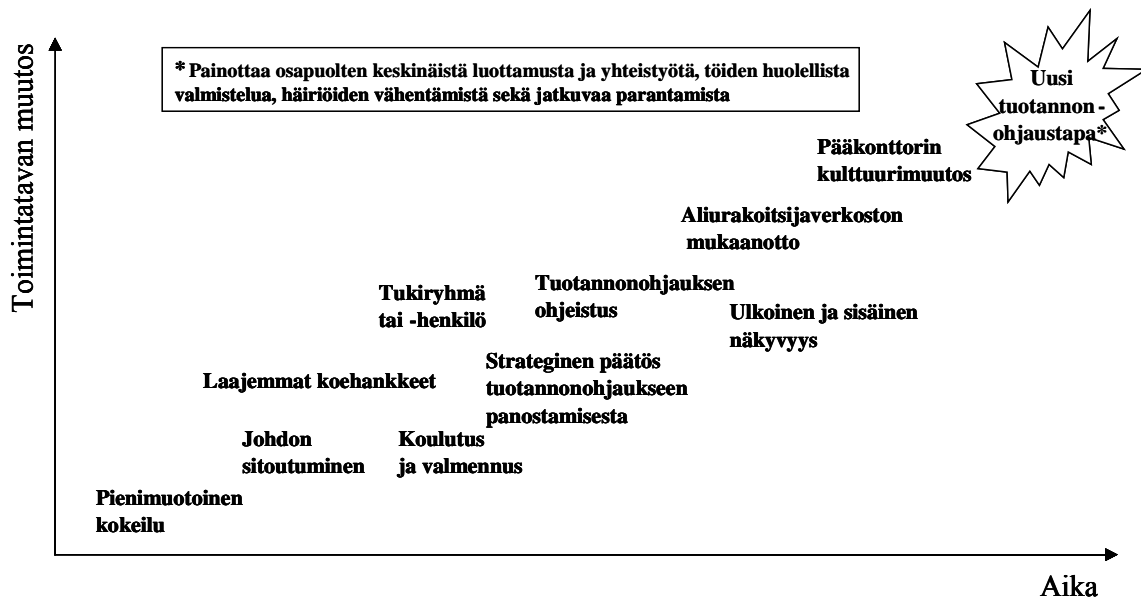 Toimintatavan muutos
* Painottaa osapuolten keskinäistä luottamusta ja yhteistyötä, töiden huolellista
valmistelua, häiriöiden vähentämistä sekä jatkuvaa parantamista
Uusi
tuotannon-
ohjaustapa*
Pääkonttorin
kulttuurimuutos
Aliurakoitsijaverkoston
mukaanotto
Tukiryhmä
tai -henkilö
Tuotannonohjauksen
ohjeistus
Ulkoinen ja sisäinen
näkyvyys
Laajemmat koehankkeet
Strateginen päätös
tuotannonohjaukseen
panostamisesta
Johdon
sitoutuminen
Koulutus
ja valmennus
Pienimuotoinen
kokeilu
Aika